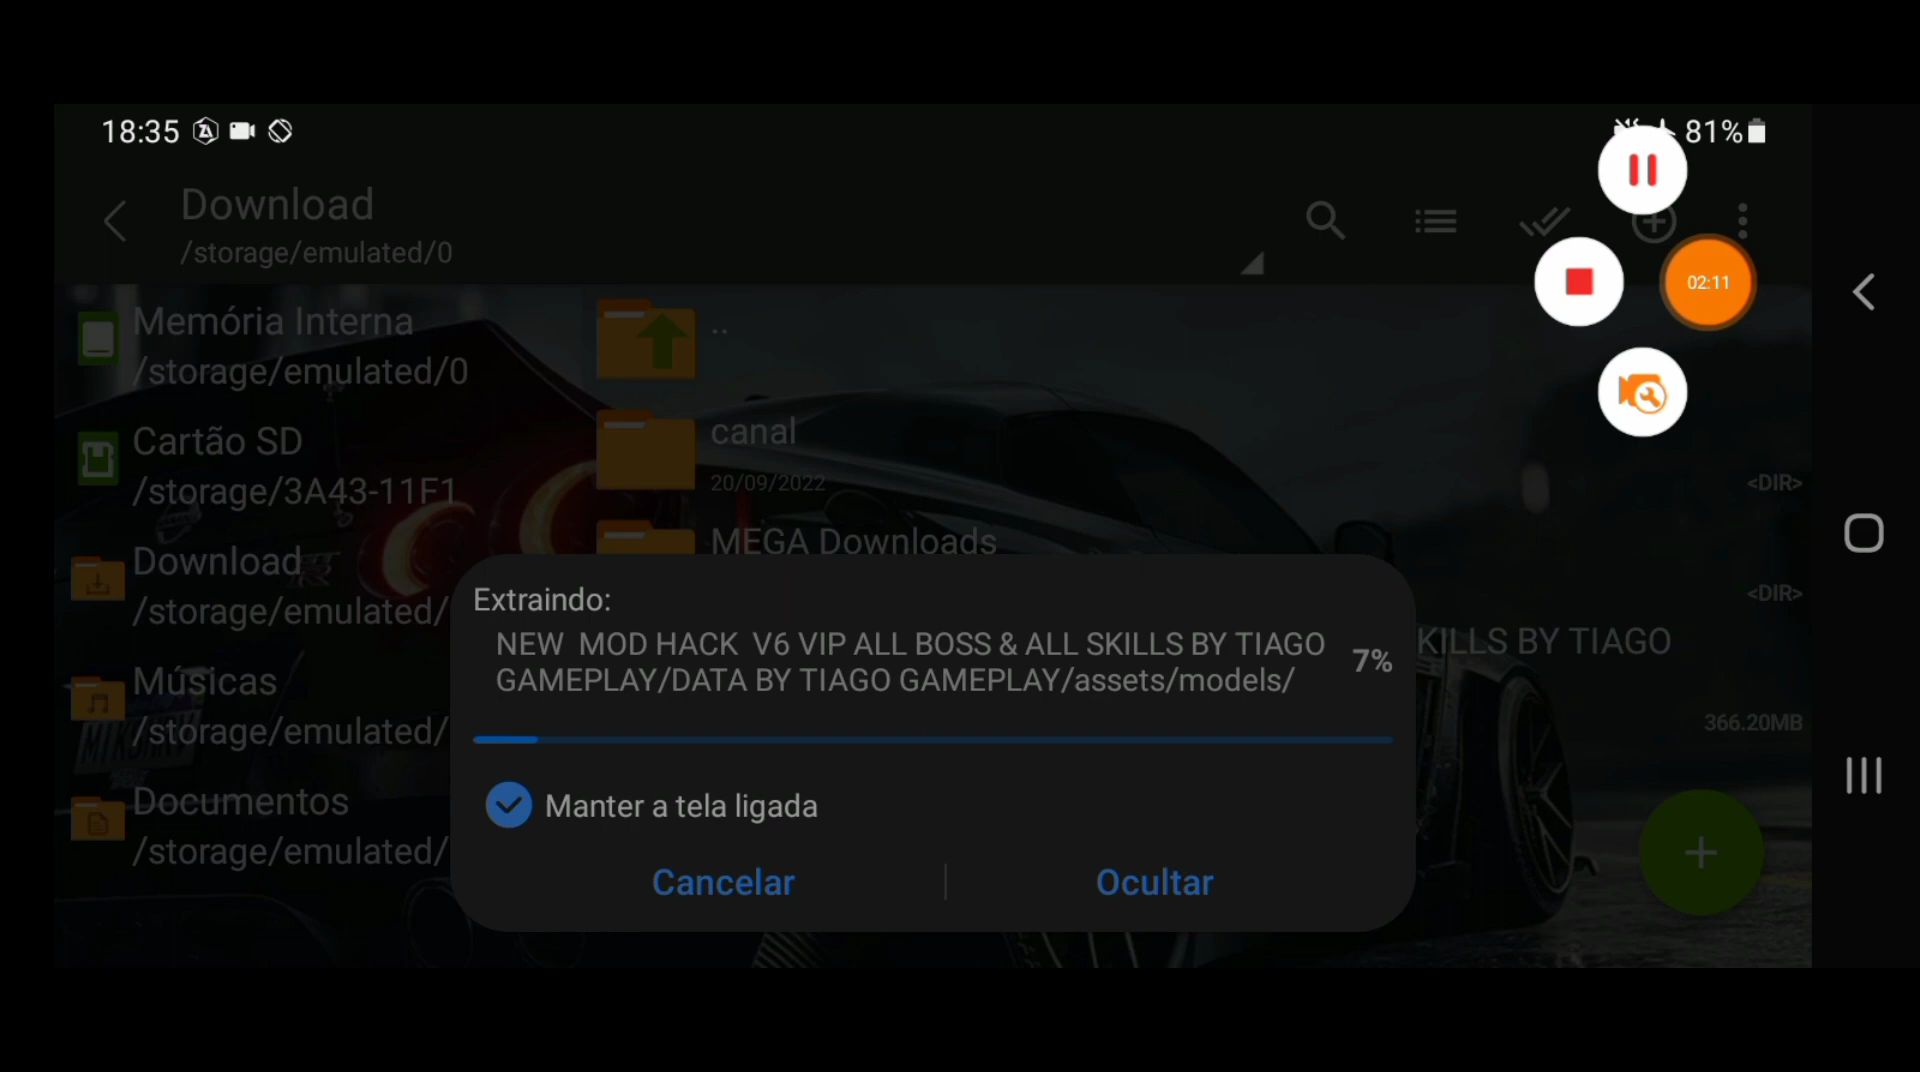 18:35
81%
Download
/storage/emulated/0
02:11
Memória Interna
/storage/emulated/0
Cartão SD
/storage/3A43-11F1
Download
/storage/emulated/
Músicas
/storage/emulated/
Documentos
/storage/emulated/
..
canal
20/09/2022
<DIR>
MEGA Downloads
<DIR>
KILLS BY TIAGO
366.20MB
Extraindo:
NEW  MOD HACK  V6 VIP ALL BOSS & ALL SKILLS BY TIAGO
GAMEPLAY/DATA BY TIAGO GAMEPLAY/assets/models/
7%
Manter a tela ligada
Cancelar
Ocultar